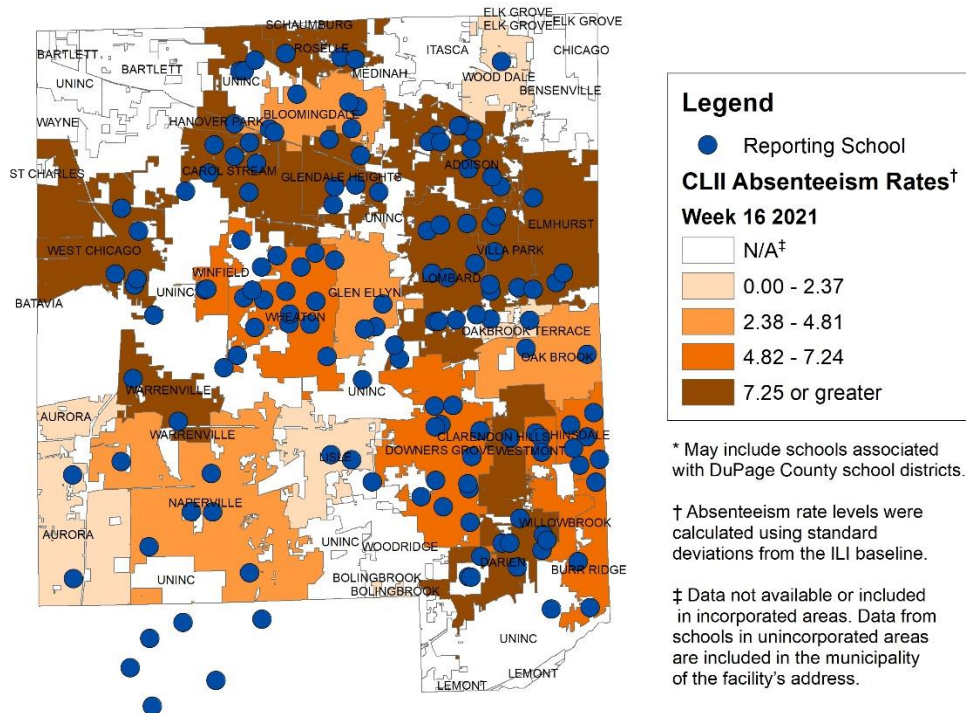 ELK GROVE
ELK GROVE
ELK GROVE
SCHAUMBURG
ROSELLE
ITASCA
CHICAGO
BARTLETT
BARTLETT
MEDINAH
UNINC
UNINC
WOOD DALE
BENSENVILLE
WAYNE
HANOVER PARK
BLOOMINGDALE
ADDISON
ST CHARLES
CAROL STREAM
GLENDALE HEIGHTS
UNINC
ELMHURST
WEST CHICAGO
VILLA PARK
WINFIELD
LOMBARD
BATAVIA
UNINC
GLEN ELLYN
WHEATON
OAKBROOK TERRACE
OAK BROOK
UNINC
WARRENVILLE
AURORA
WARRENVILLE
CLARENDON HILLS
HINSDALE
LISLE
DOWNERS GROVE
WESTMONT
NAPERVILLE
WILLOWBROOK
AURORA
UNINC
WOODRIDGE
DARIEN
BURR RIDGE
UNINC
BOLINGBROOK
BOLINGBROOK
UNINC
LEMONT
LEMONT
Legend
Reporting School
CLII Absenteeism Rates†
Week 16 2021
N/A‡
0.00 - 2.37
2.38 - 4.81
4.82 - 7.24
7.25 or greater
* May include schools associated
with DuPage County school districts.
† Absenteeism rate levels were
calculated using standard
deviations from the ILI baseline.
‡ Data not available or included
in incorporated areas. Data from
schools in unincorporated areas
are included in the municipality
of the facility's address.